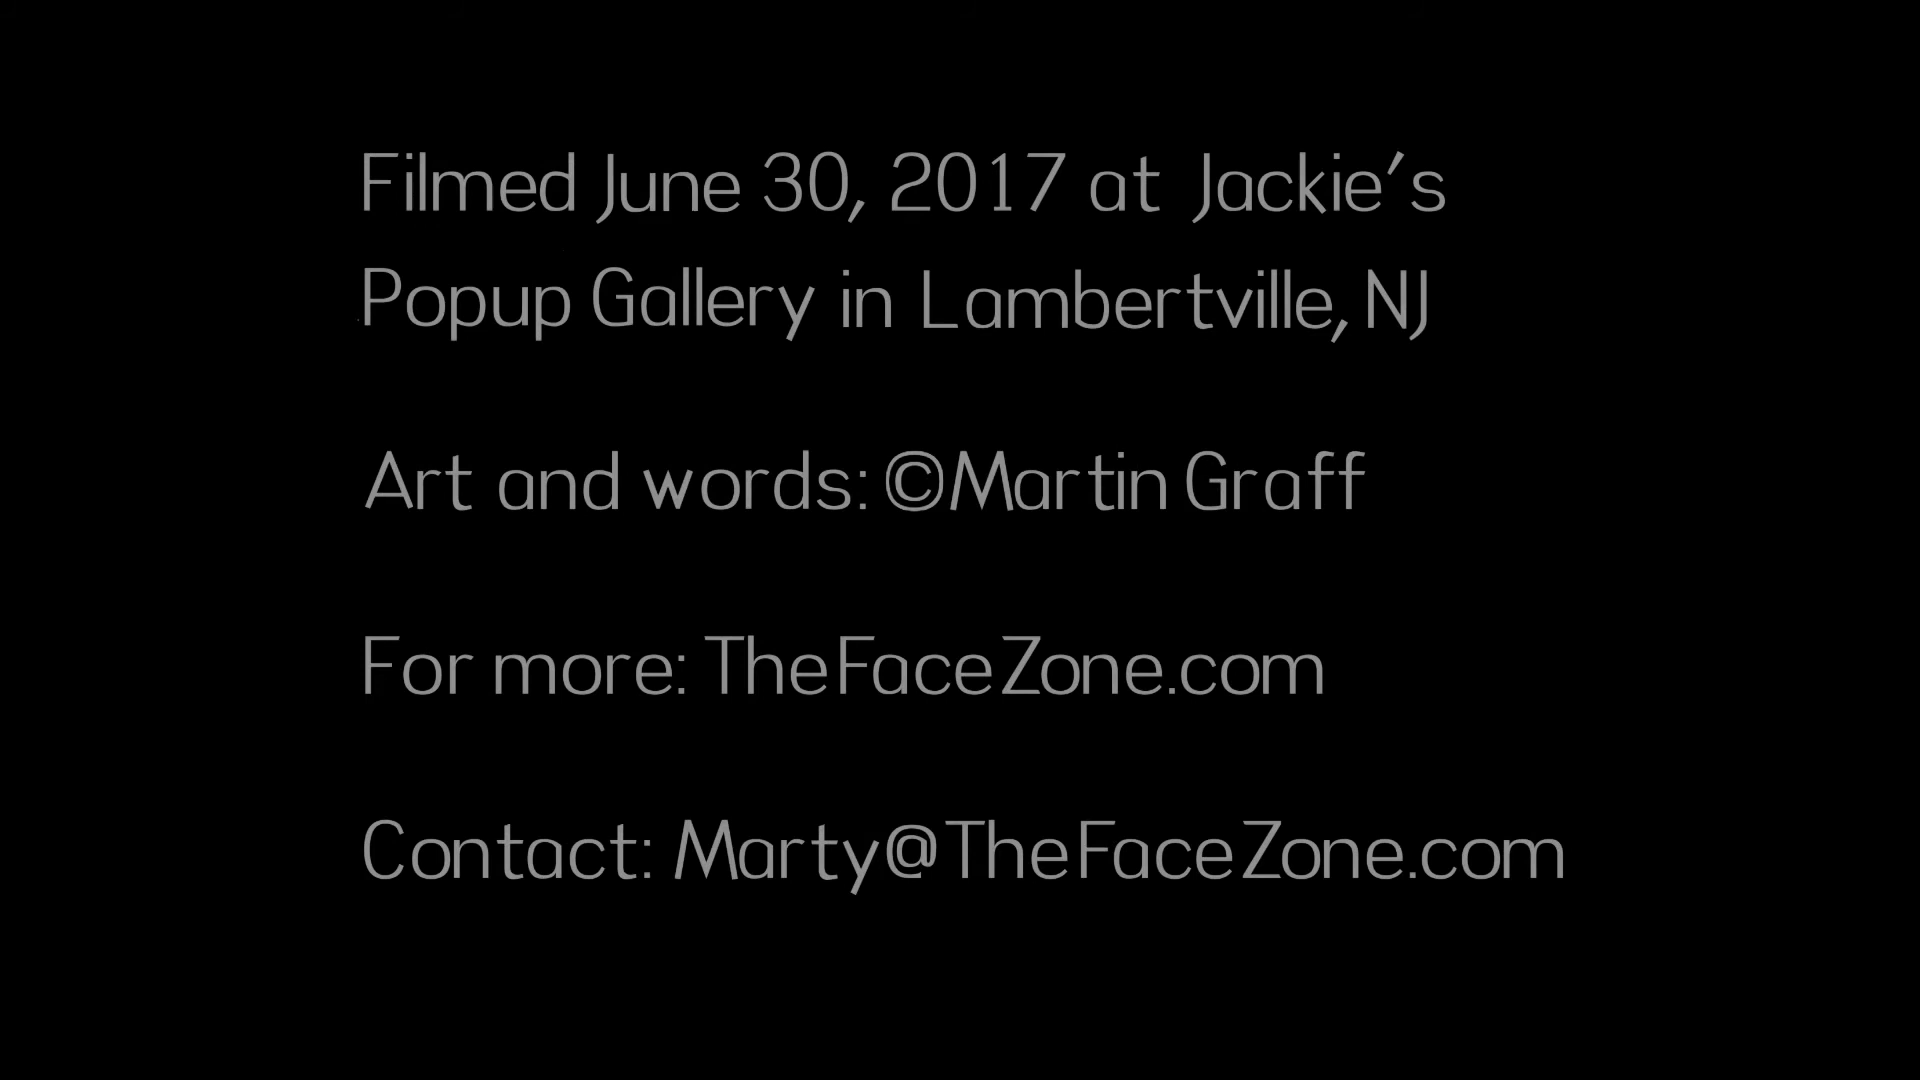 Filmed June 30, 2017 at Jackie's
Popup Gallery in Lambertville, NJ
Art and words: ©Martin Graff
For more: TheFaceZone.com
Contact: Marty@TheFaceZone.com